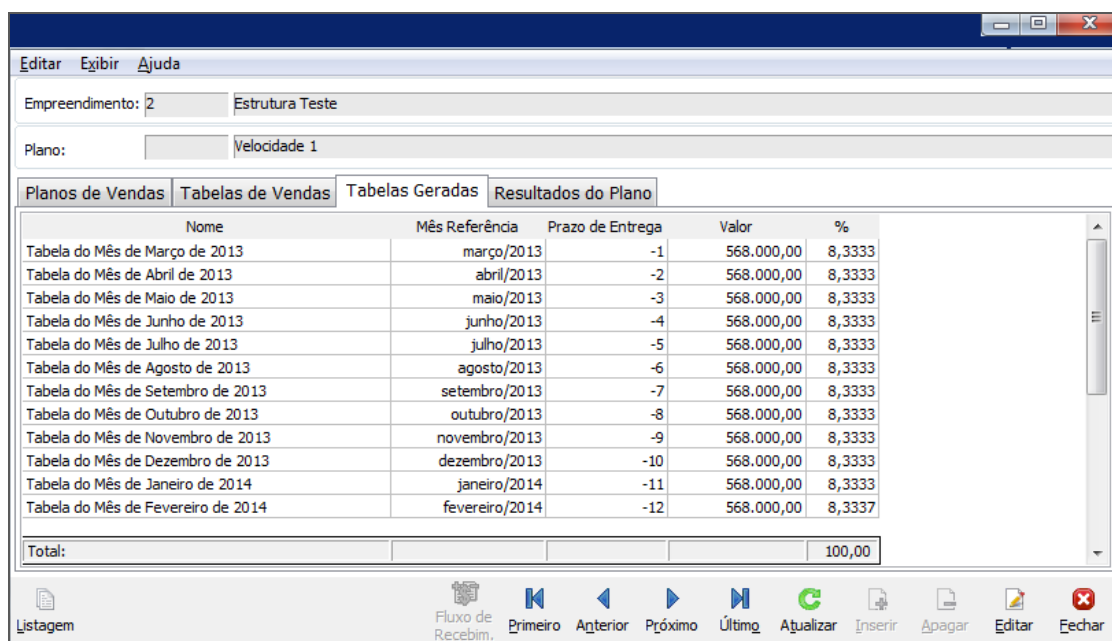 Editar Exibir Ajuda
Empreendimento: 2 Estrutura Teste
Plano: Velocidade 1
Planos de Vendas Tabelas de Vendas Tabelas Geradas Resultados do Plano
Nome Mês Referência Prazo de Entrega Valor %
Tabela do Mês de Março de 2013 março/2013 -1 568.000,00 8,3333
Tabela do Mês de Abril de 2013 abril/2013 -2 568.000,00 8,3333
Tabela do Mês de Maio de 2013 maio/2013 -3 568.000,00 8,3333
Tabela do Mês de Junho de 2013 junho/2013 -4 568.000,00 8,3333
Tabela do Mês de Julho de 2013 julho/2013 -5 568.000,00 8,3333
Tabela do Mês de Agosto de 2013 agosto/2013 -6 568.000,00 8,3333
Tabela do Mês de Setembro de 2013 setembro/2013 -7 568.000,00 8,3333
Tabela do Mês de Outubro de 2013 outubro/2013 -8 568.000,00 8,3333
Tabela do Mês de Novembro de 2013 novembro/2013 -9 568.000,00 8,3333
Tabela do Mês de Dezembro de 2013 dezembro/2013 -10 568.000,00 8,3333
Tabela do Mês de Janeiro de 2014 janeiro/2014 -11 568.000,00 8,3333
Tabela do Mês de Fevereiro de 2014 fevereiro/2014 -12 568.000,00 8,3337
Total: 100,00
Listagem Fluxo de Recebim. Primeiro Anterior Próximo Último Atualizar Inserir Apagar Editar Fechar